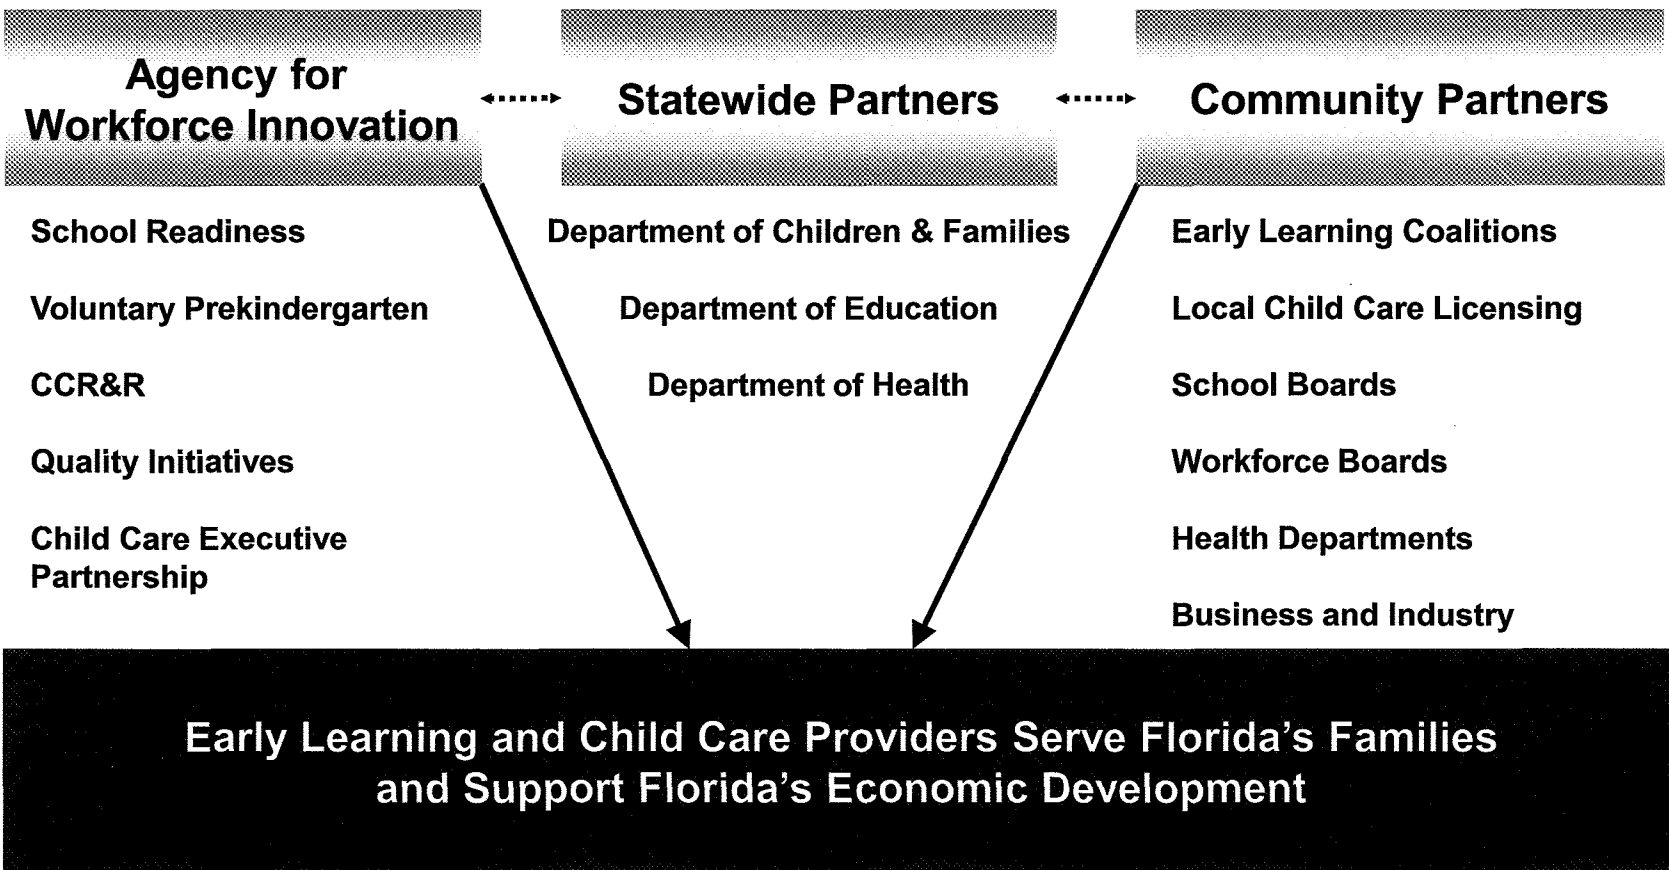 Agency for
Workforce Innovation
Statewide Partners
Community Partners
School Readiness
Voluntary Prekindergarten
CCR&R
Quality Initiatives
Child Care Executive
Partnership
Department of Children & Families
Department of Education
Department of Health
Early Learning Coalitions
Local Child Care Licensing
School Boards
Workforce Boards
Health Departments
Business and Industry
Early Learning and Child Care Providers Serve Florida's Families
and Support Florida's Economic Development